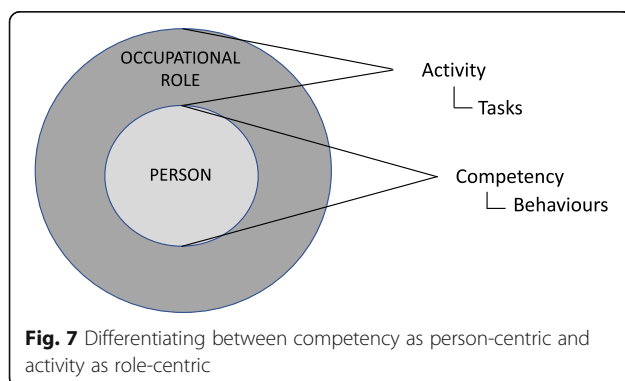 OCCUPATIONAL
ROLE
PERSON
Activity
Tasks
Competency
Behaviours
Fig. 7 Differentiating between competency as person-centric and
activity as role-centric